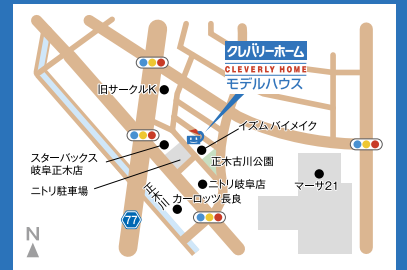 クレバリーホーム
CLEVERLY HOME
モデルハウス
旧サークルK
イズム バイメイク
スターバックス
岐阜正木店
正木古川公園
ニトリ駐車場
ニトリ岐阜店
マーサ21
正木川
カーロッツ長良
77
N